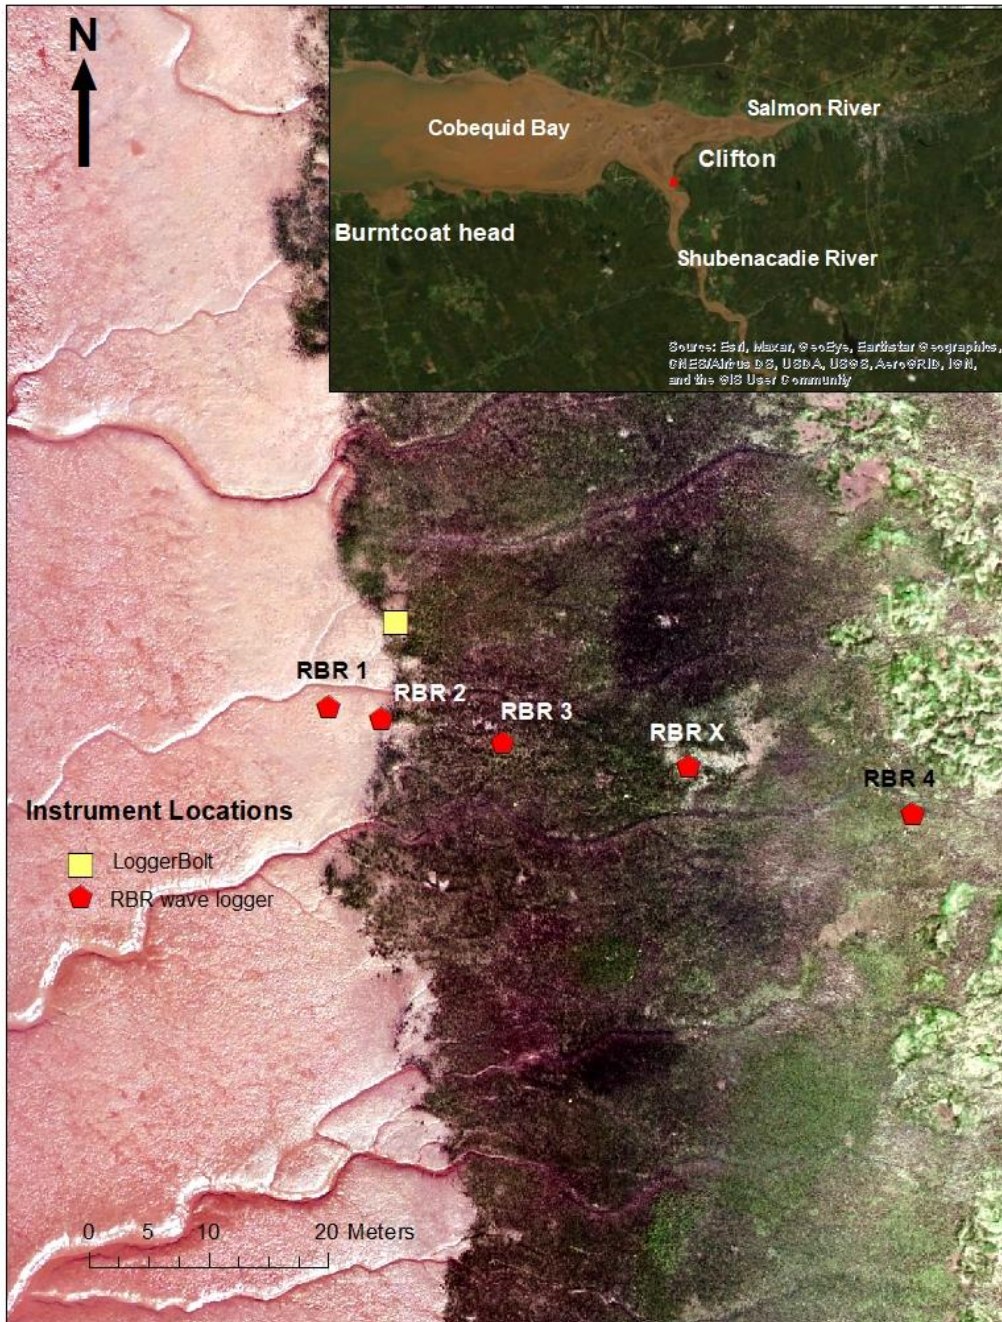 N
Cobequid Bay
Salmon River
Clifton
Burntcoat head
Shubenacadie River
Source: Esri, Maxar, GeoEye, Earthstar Geographics,
CNES/Airbus DS, USDA, USGS, AeroGRID, IGN,
and the GIS User Community
RBR 1
RBR 2
RBR 3
RBR X
RBR 4
Instrument Locations
LoggerBolt
RBR wave logger
0 5 10 20 Meters